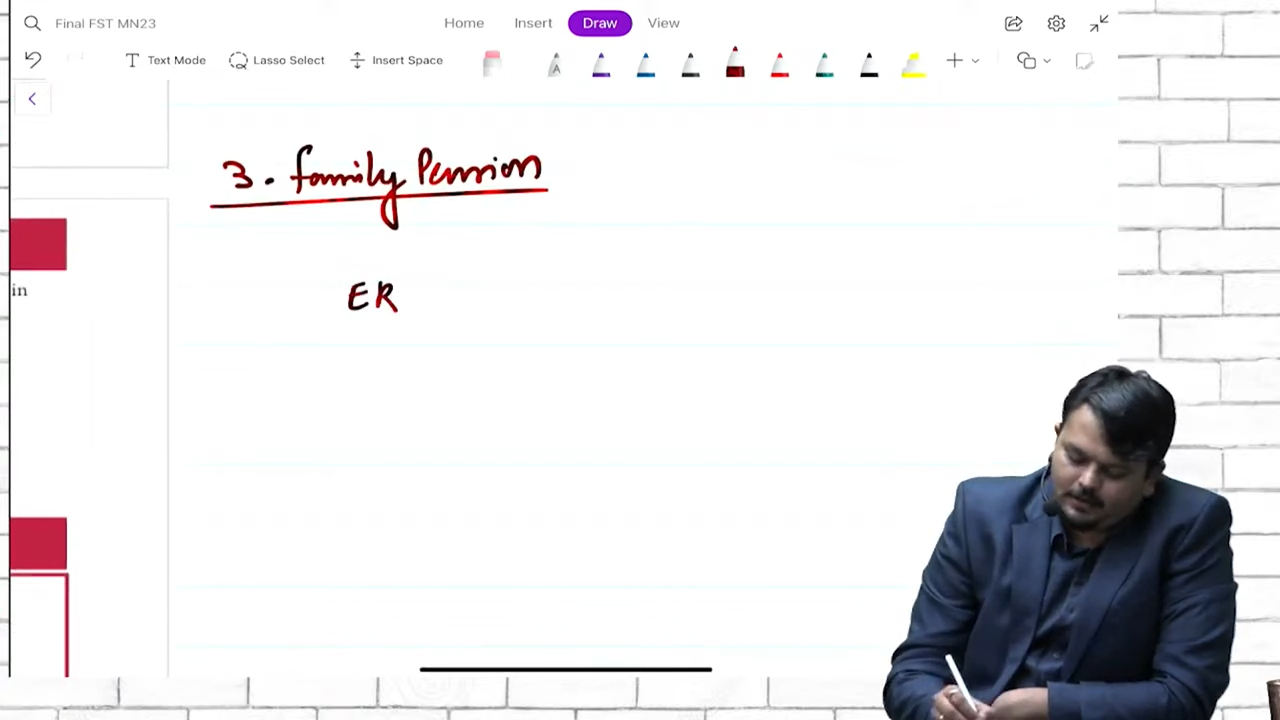 Final FST MN23
Home Insert Draw View
Text Mode Lasso Select Insert Space
A
in
3. Family Pension
ER